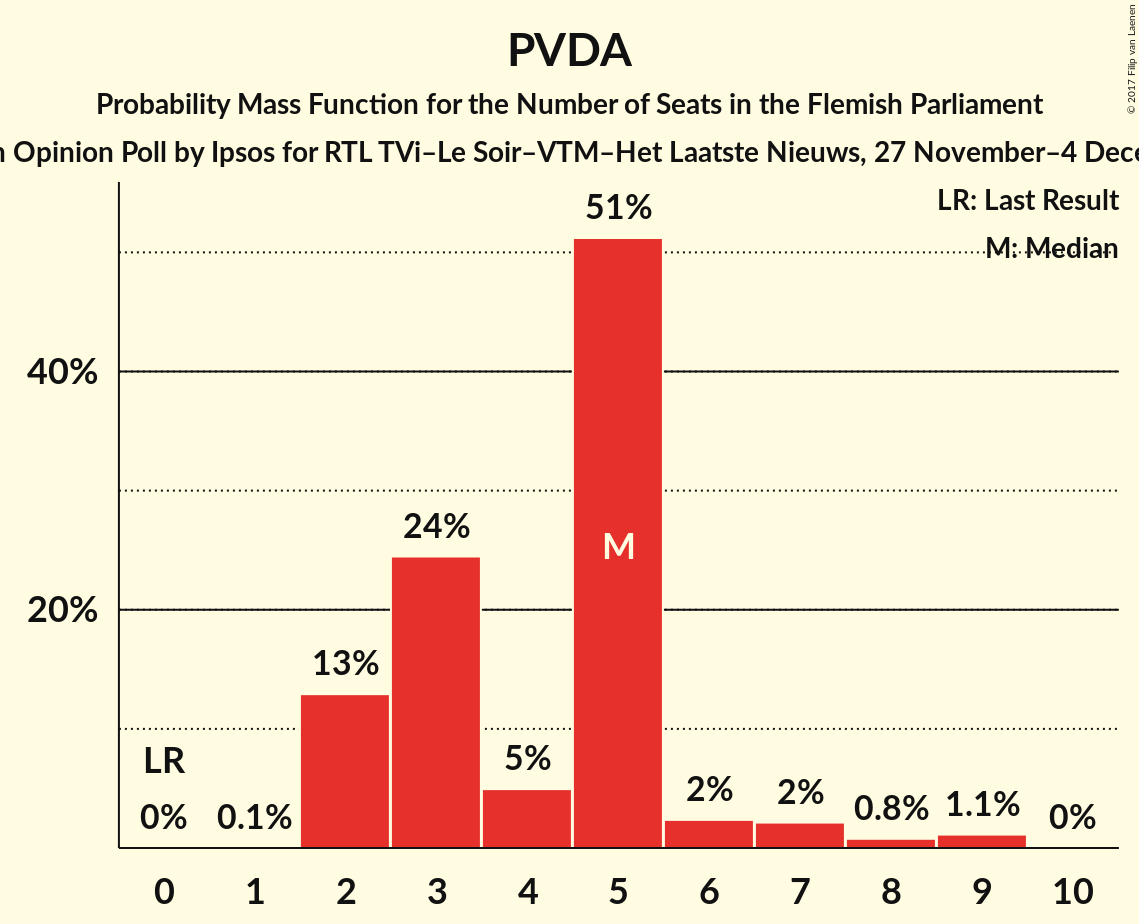 PVDA
Probability Mass Function for the Number of Seats in the Flemish Parliament
Opinion Poll by Ipsos for RTL TVi–Le Soir–VTM–Het Laatste Nieuws, 27 November–4 Dece
© 2017 Filip van Laenen
LR: Last Result
M: Median
51%
40%
24%
M
20%
13%
LR
5%
0%
0.1%
2%
2%
0.8%
1.1%
0%
0 1 2 3 4 5 6 7 8 9 10